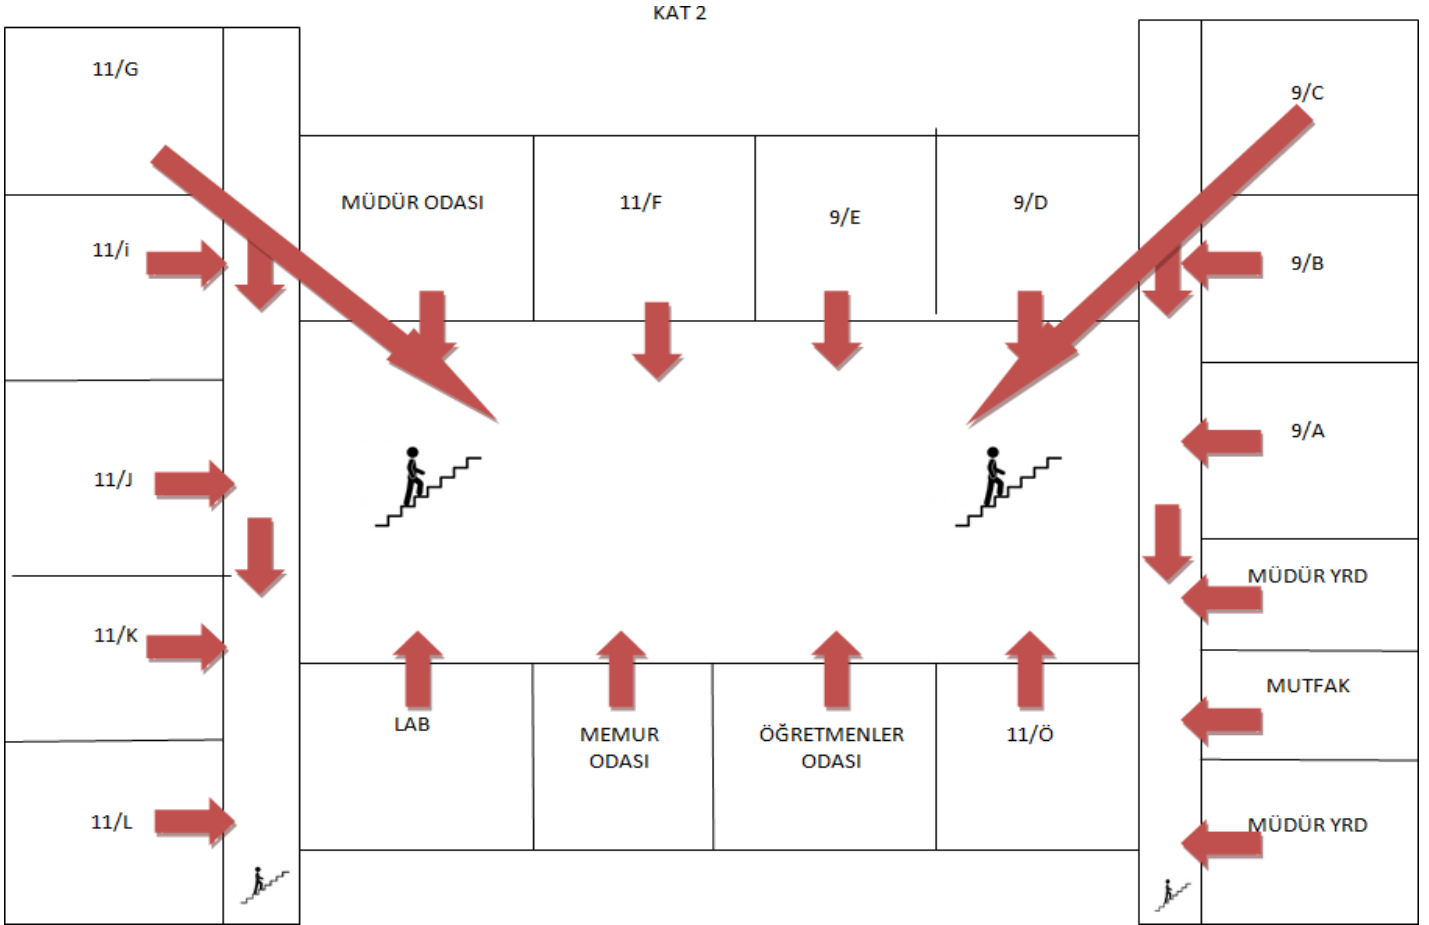 KAT 2
11/G
11/i
11/J
11/K
11/L
MÜDÜR ODASI
11/F
9/E
9/D
LAB
MEMUR
ODASI
ÖĞRETMENLER
ODASI
11/Ö
9/C
9/B
9/A
MÜDÜR YRD
MUTFAK
MÜDÜR YRD